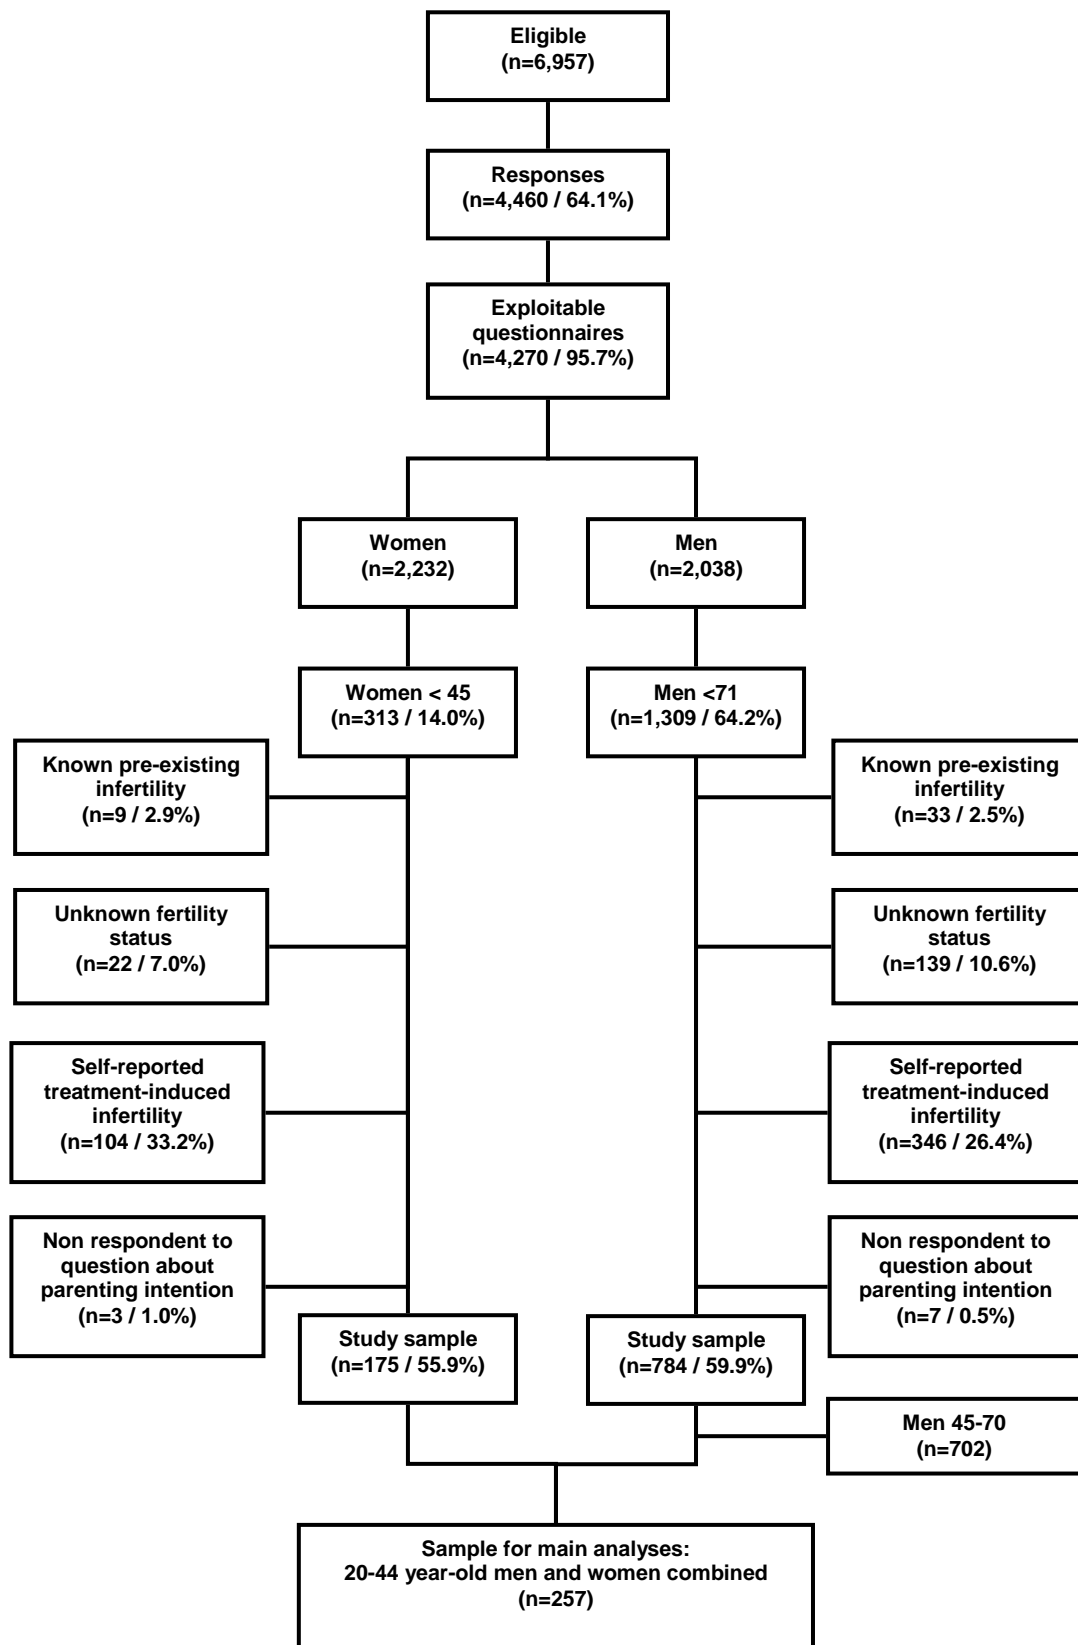 Eligible
(n=6,957)
Responses
(n=4,460 / 64.1%)
Exploitable
questionnaires
(n=4,270 / 95.7%)
Women
(n=2,232)
Men
(n=2,038)
Women < 45
(n=313 / 14.0%)
Men <71
(n=1,309 / 64.2%)
Known pre-existing
infertility
(n=9 / 2.9%)
Known pre-existing
infertility
(n=33 / 2.5%)
Unknown fertility
status
(n=22 / 7.0%)
Unknown fertility
status
(n=139 / 10.6%)
Self-reported
treatment-induced
infertility
(n=104 / 33.2%)
Self-reported
treatment-induced
infertility
(n=346 / 26.4%)
Non respondent to
question about
parenting intention
(n=3 / 1.0%)
Non respondent to
question about
parenting intention
(n=7 / 0.5%)
Study sample
(n=175 / 55.9%)
Study sample
(n=784 / 59.9%)
Men 45-70
(n=702)
Sample for main analyses:
20-44 year-old men and women combined
(n=257)